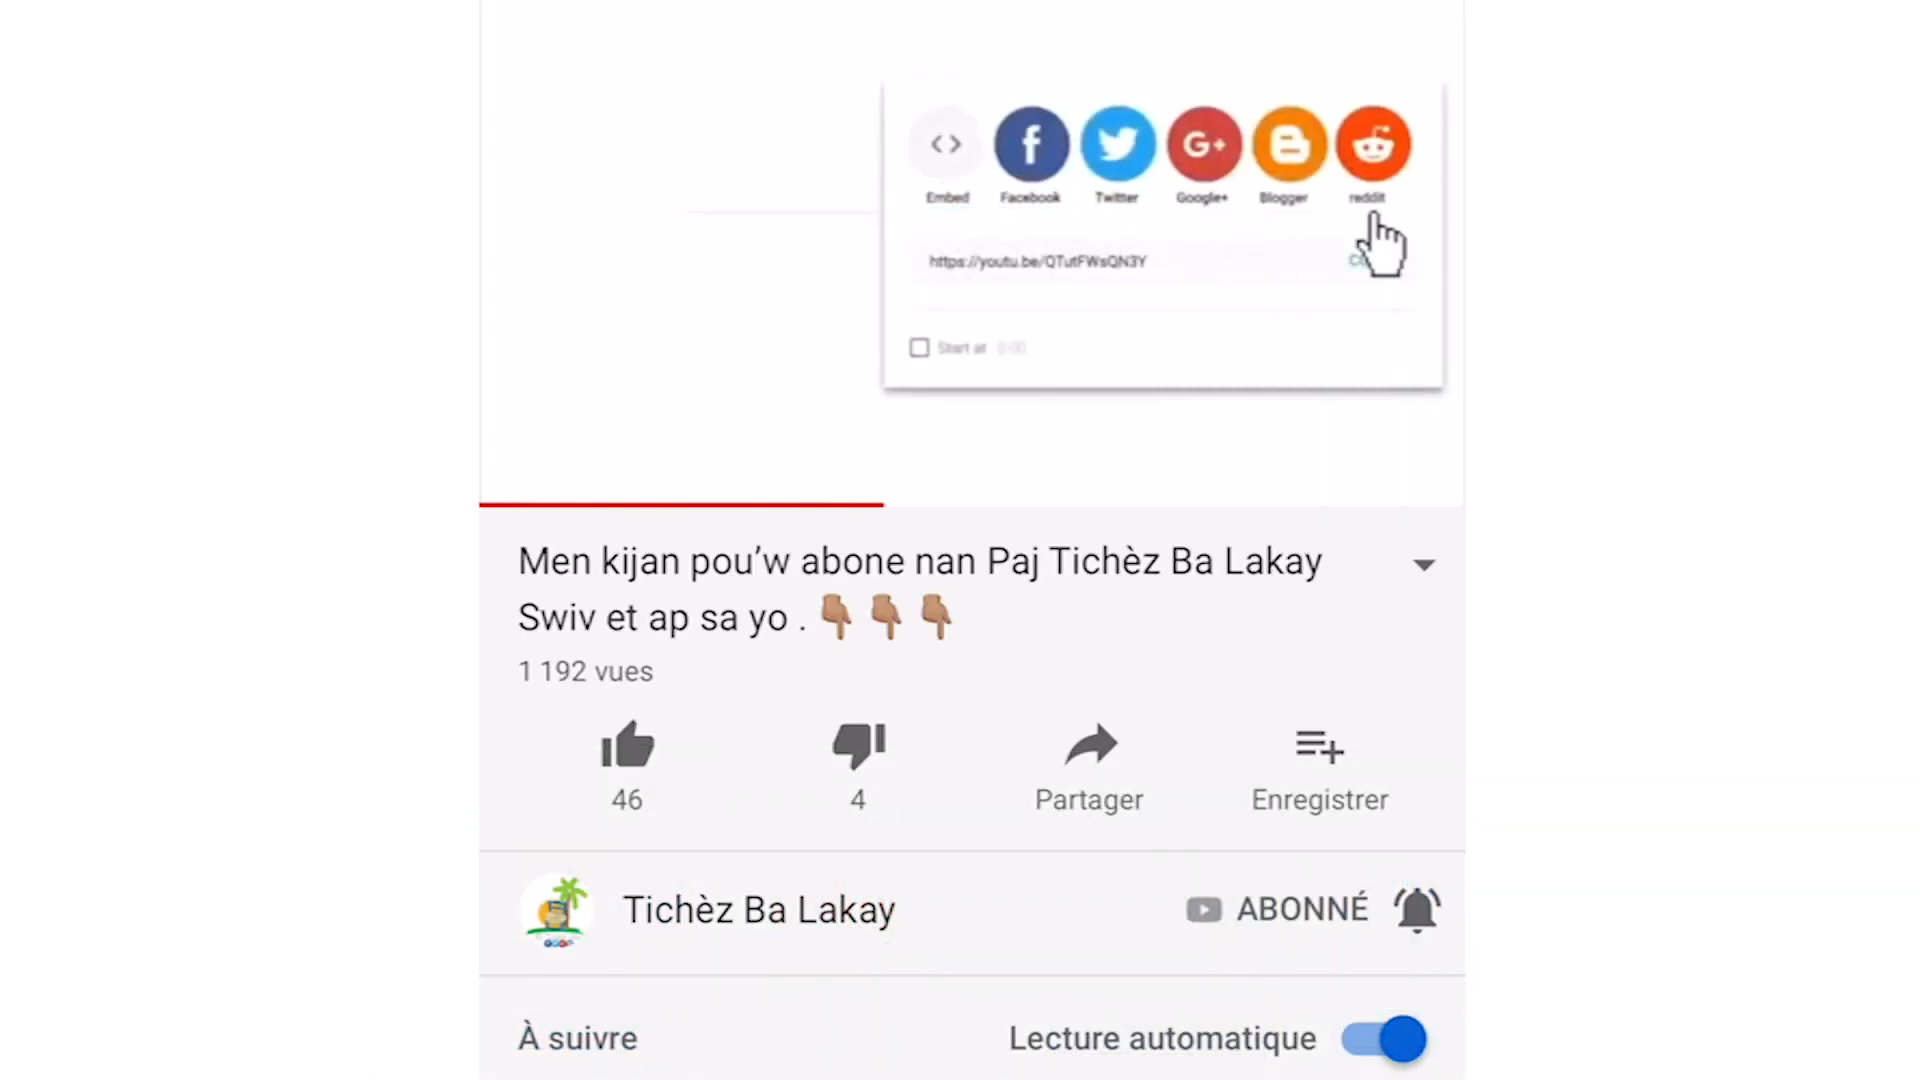 Embed Facebook Twitter Google+ Blogger reddit
https://youtu.be/QTutFWsQN3Y
Start at 0:00
Men kijan pou’w abone nan Paj Tichèz Ba Lakay
Swiv et ap sa yo . 👇🏽👇🏽👇🏽
1 192 vues
46 4 Partager Enregistrer
Tichèz Ba Lakay ABONNÉ
À suivre Lecture automatique